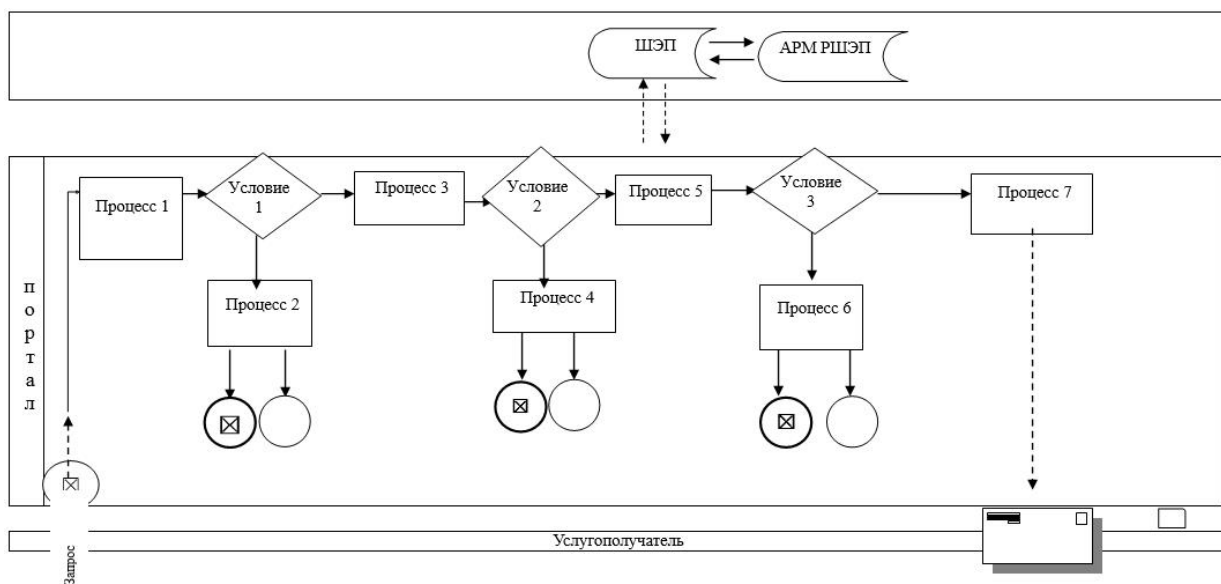 ШЭП
АРМ РШЭП
портал
Процесс 1
Условие
1
Процесс 3
Условие
2
Процесс 5
Условие
3
Процесс 7
Процесс 2
Процесс 4
Процесс 6
Запрос
Услугополучатель